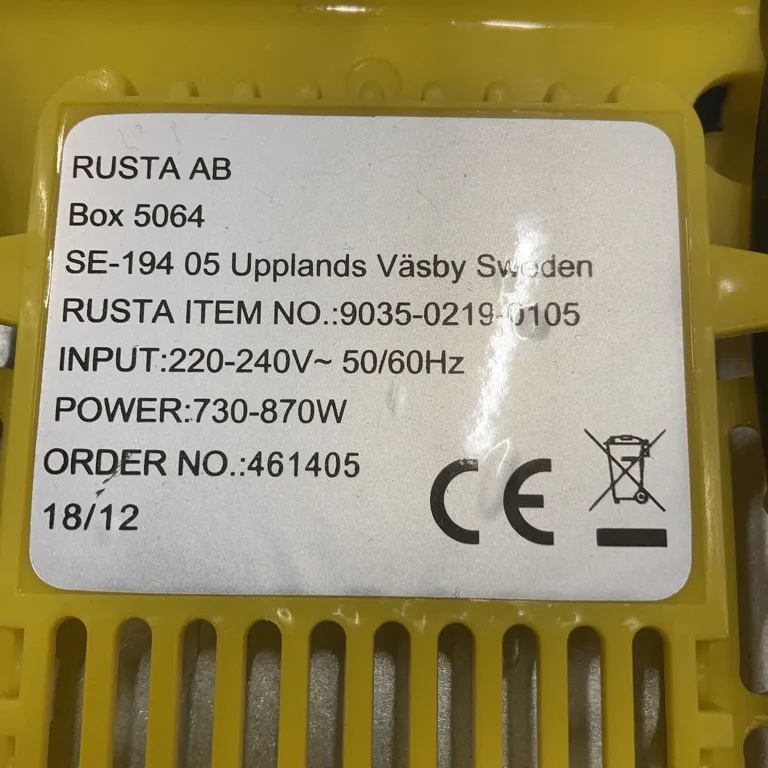 RUSTA AB
Box 5064
SE-194 05 Upplands Väsby Sweden
RUSTA ITEM NO.:9035-0219-0105
INPUT:220-240V~ 50/60Hz
POWER:730-870W
ORDER NO.:461405
18/12
CE